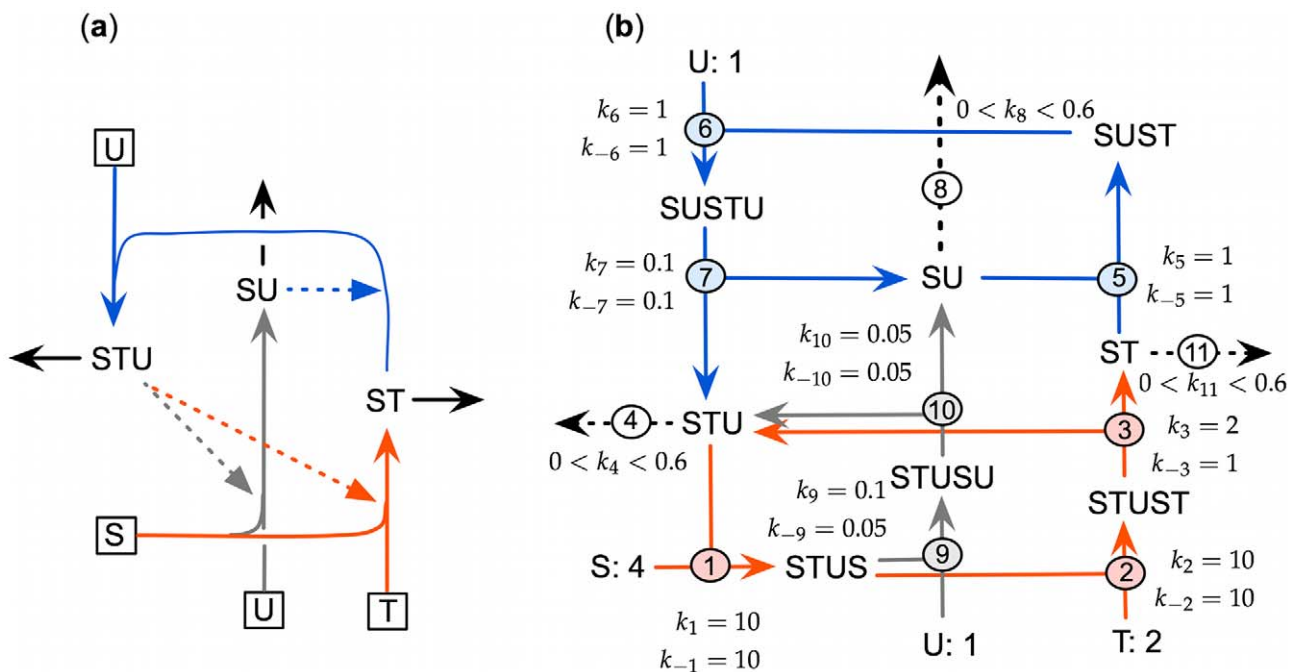 (a)
U
SU
STU
ST
S
U
T
(b)
U: 1
k₆ = 1
k₋₆ = 1
6
0 < k₈ < 0.6
SUST
8
SUSTU
k₇ = 0.1
k₋₇ = 0.1
7
SU
5
k₅ = 1
k₋₅ = 1
k₁₀ = 0.05
k₋₁₀ = 0.05
ST
11
0 < k₁₁ < 0.6
4
STU
10
3
k₃ = 2
k₋₃ = 1
0 < k₄ < 0.6
STUSU
k₉ = 0.1
k₋₉ = 0.05
STUST
S: 4
1
STUS
9
2
k₂ = 10
k₋₂ = 10
k₁ = 10
k₋₁ = 10
U: 1
T: 2